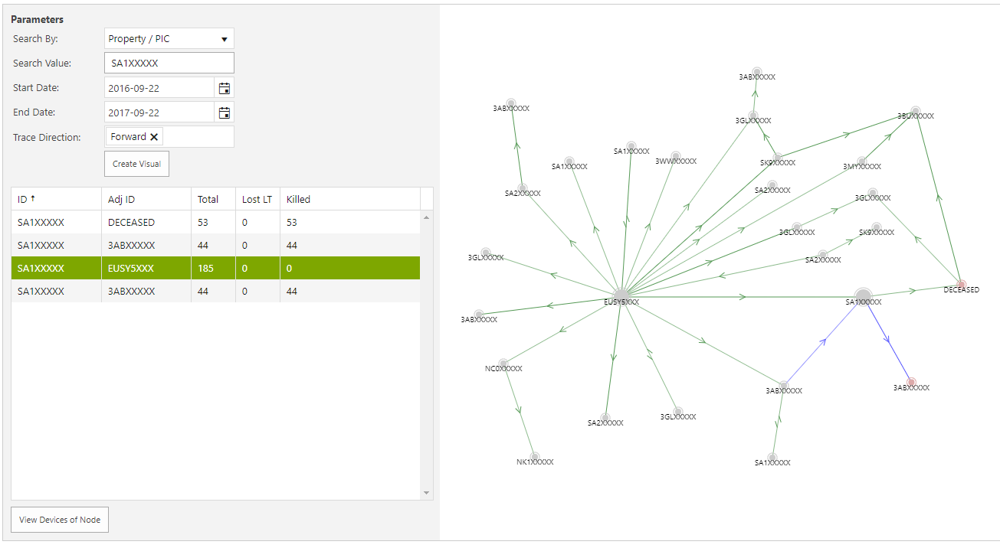 Parameters
Search By: Property / PIC
Search Value: SA1XXXXX
Start Date: 2016-09-22
End Date: 2017-09-22
Trace Direction: Forward
Create Visual
ID Adj ID Total Lost LT Killed
SA1XXXXX DECEASED 53 0 53
SA1XXXXX 3ABXXXXX 44 0 44
SA1XXXXX EUSY5XXX 185 0 0
SA1XXXXX 3ABXXXXX 44 0 44
View Devices of Node
3ABXXXXX
3ABXXXXX
3GLXXXXX
3BUXXXXX
SA1XXXXX
SA1XXXXX
3WWXXXXX
SK9XXXXX
3MYXXXXX
SA2XXXXX
SA2XXXXX
3GLXXXXX
3GLXXXXX
SK9XXXXX
3GLXXXXX
SA2XXXXX
DECEASED
EUSY5XXX
SA1XXXXX
3ABXXXXX
NC0XXXXX
3ABXXXXX
3ABXXXXX
SA2XXXXX
3GLXXXXX
NK1XXXXX
SA1XXXXX